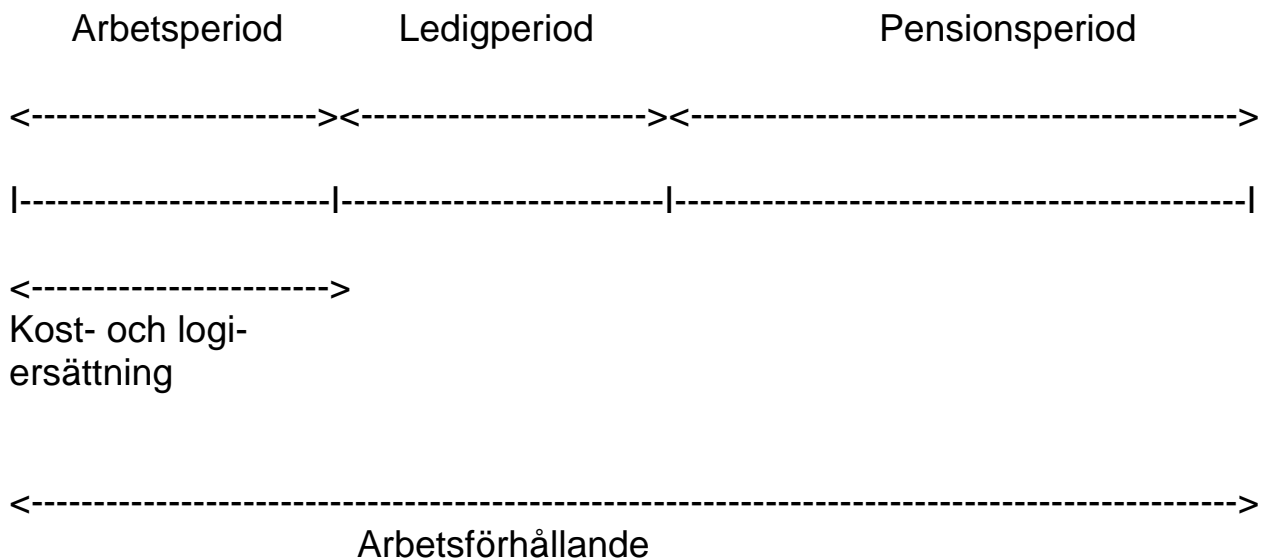 Arbetsperiod Ledigperiod Pensionsperiod
<-----------------------><-----------------------><-------------------------------------------->
|-------------------------|--------------------------|----------------------------------------------|
<------------------------>
Kost- och logi-
ersättning
<------------------------------------------------------------------------------------------------->
Arbetsförhållande